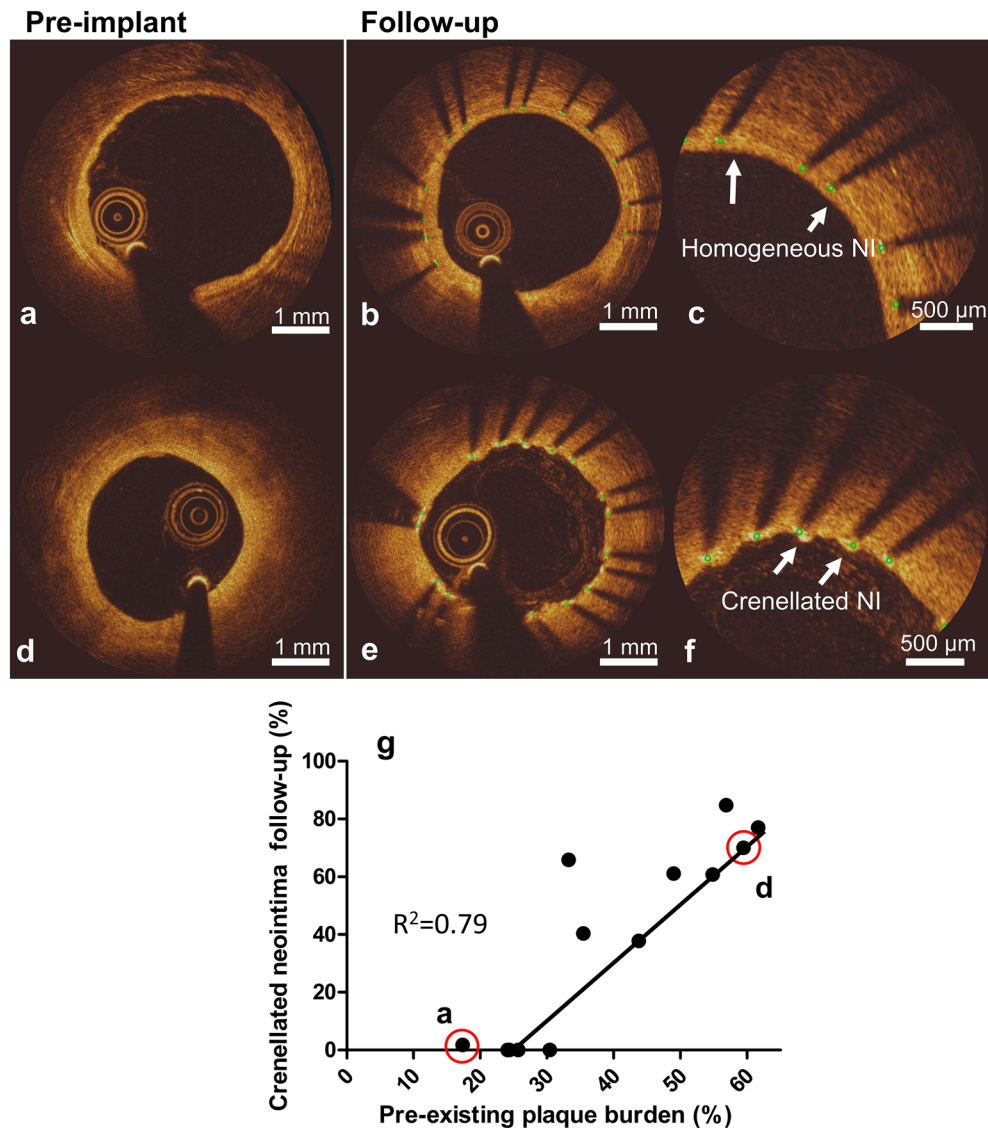 Pre-implant
Follow-up
a
1 mm
b
1 mm
Homogeneous NI
c
500 µm
d
1 mm
e
1 mm
Crenellated NI
f
500 µm
g
Crenellated neointima follow-up (%)
100
80
60
40
20
0
R²=0.79
a
d
0
10
20
30
40
50
60
Pre-existing plaque burden (%)